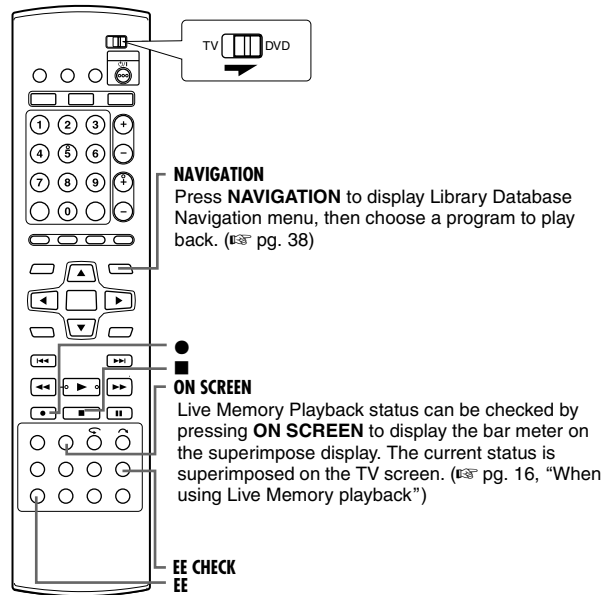 TV DVD
1 2 3 +
4 5 6 −
7 8 9 +
0 −
NAVIGATION
Press NAVIGATION to display Library Database
Navigation menu, then choose a program to play
back. (☞ pg. 38)
●
■
ON SCREEN
Live Memory Playback status can be checked by
pressing ON SCREEN to display the bar meter on
the superimpose display. The current status is
superimposed on the TV screen. (☞ pg. 16, “When
using Live Memory playback”)
EE CHECK
EE